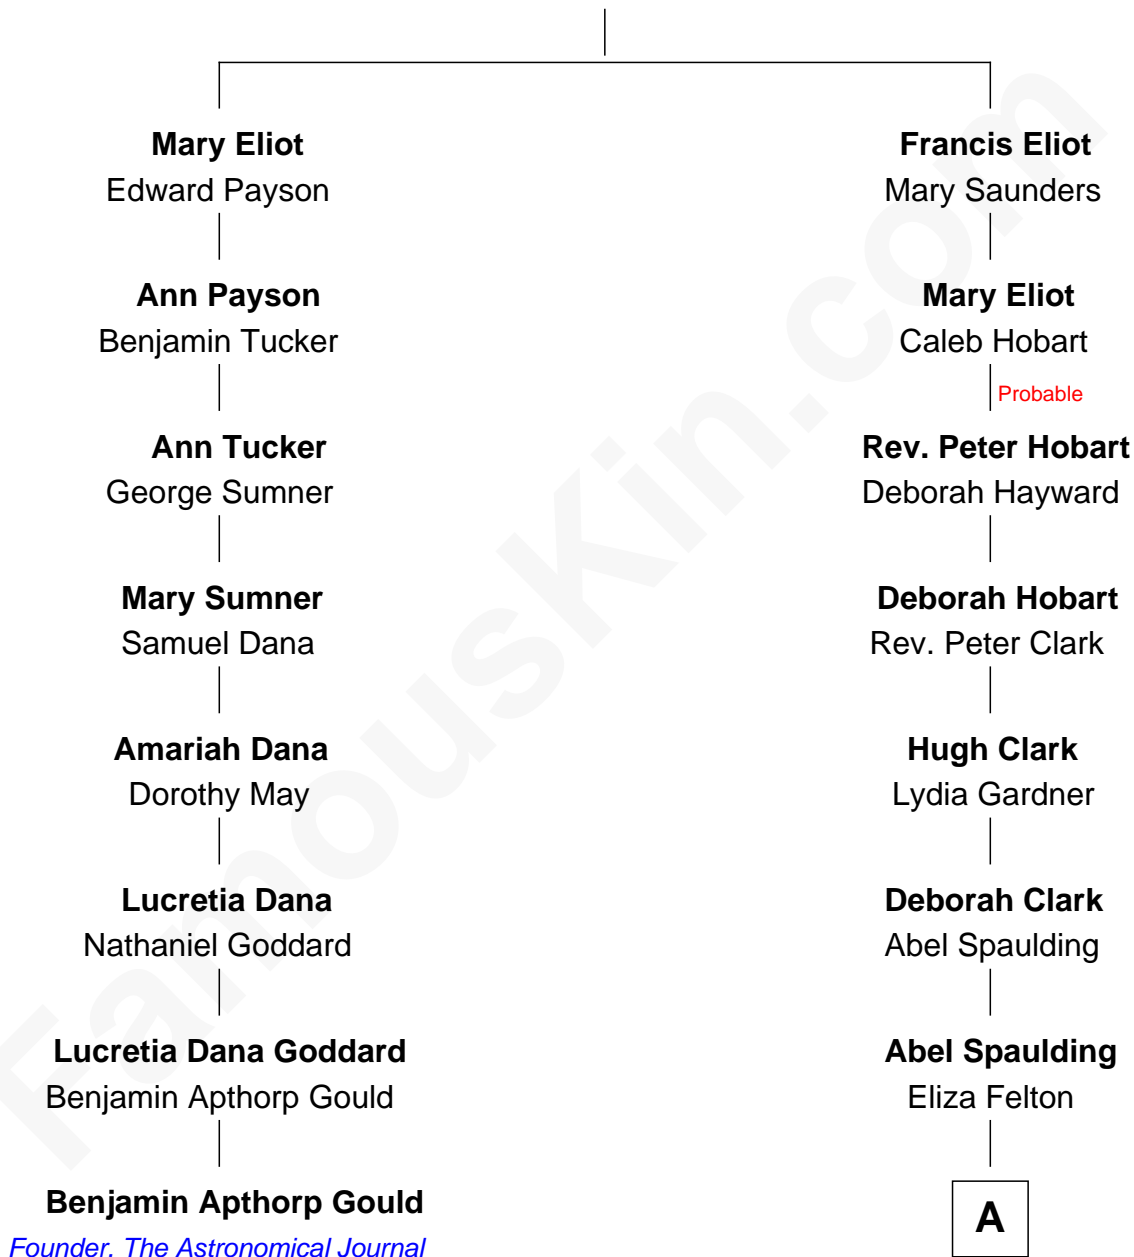 Mary Eliot
Edward Payson
Francis Eliot
Mary Saunders
Ann Payson
Benjamin Tucker
Mary Eliot
Caleb Hobart
Probable
Ann Tucker
George Sumner
Rev. Peter Hobart
Deborah Hayward
Mary Sumner
Samuel Dana
Deborah Hobart
Rev. Peter Clark
Amariah Dana
Dorothy May
Hugh Clark
Lydia Gardner
Lucretia Dana
Nathaniel Goddard
Deborah Clark
Abel Spaulding
Lucretia Dana Goddard
Benjamin Apthorp Gould
Abel Spaulding
Eliza Felton
Benjamin Apthorp Gould
Founder. The Astronomical Journal
A
FamousKin.com